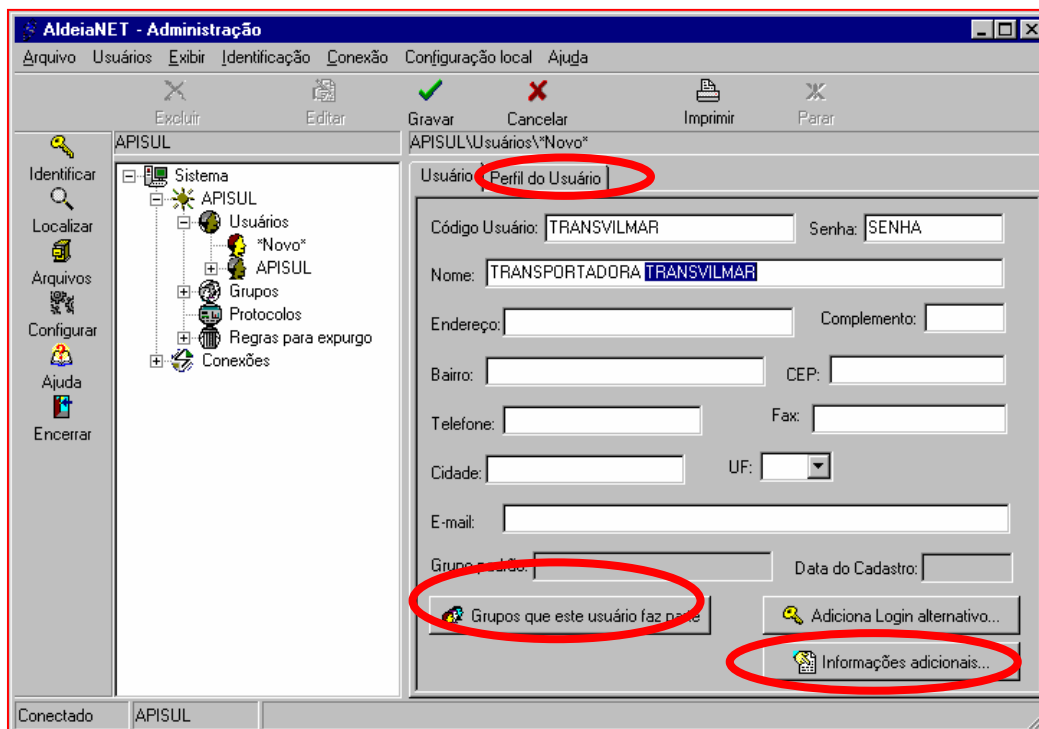 AldeiaNET - Administração
Arquivo Usuários Exibir Identificação Conexão Configuração local Ajuda
Excluir Editar Gravar Cancelar Imprimir Parar
APISUL
APISUL\Usuários\*Novo*
Identificar
Localizar
Arquivos
Configurar
Ajuda
Encerrar
Sistema
APISUL
Usuários
*Novo*
APISUL
Grupos
Protocolos
Regras para expurgo
Conexões
Usuário Perfil do Usuário
Código Usuário: TRANSVILMAR Senha: SENHA
Nome: TRANSPORTADORA TRANSVILMAR
Endereço: Complemento:
Bairro: CEP:
Telefone: Fax:
Cidade: UF:
E-mail:
Grupo padrão: Data do Cadastro:
Grupos que este usuário faz parte Adiciona Login alternativo...
Informações adicionais...
Conectado APISUL